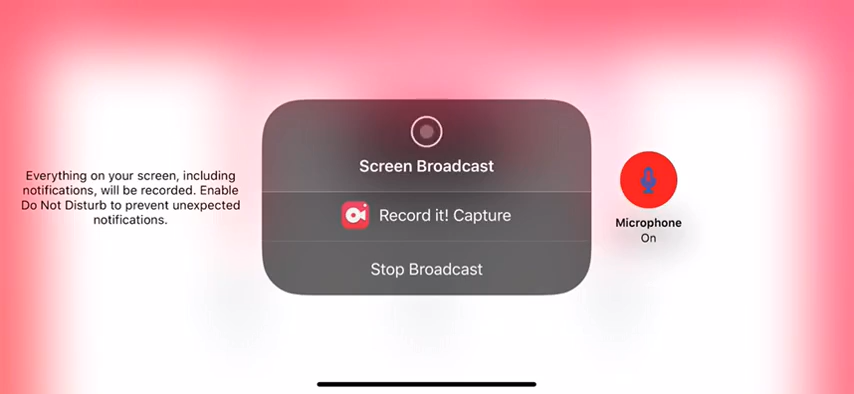 Screen Broadcast
Everything on your screen, including
notifications, will be recorded. Enable
Do Not Disturb to prevent unexpected
notifications.
Record it! Capture
Stop Broadcast
Microphone
On